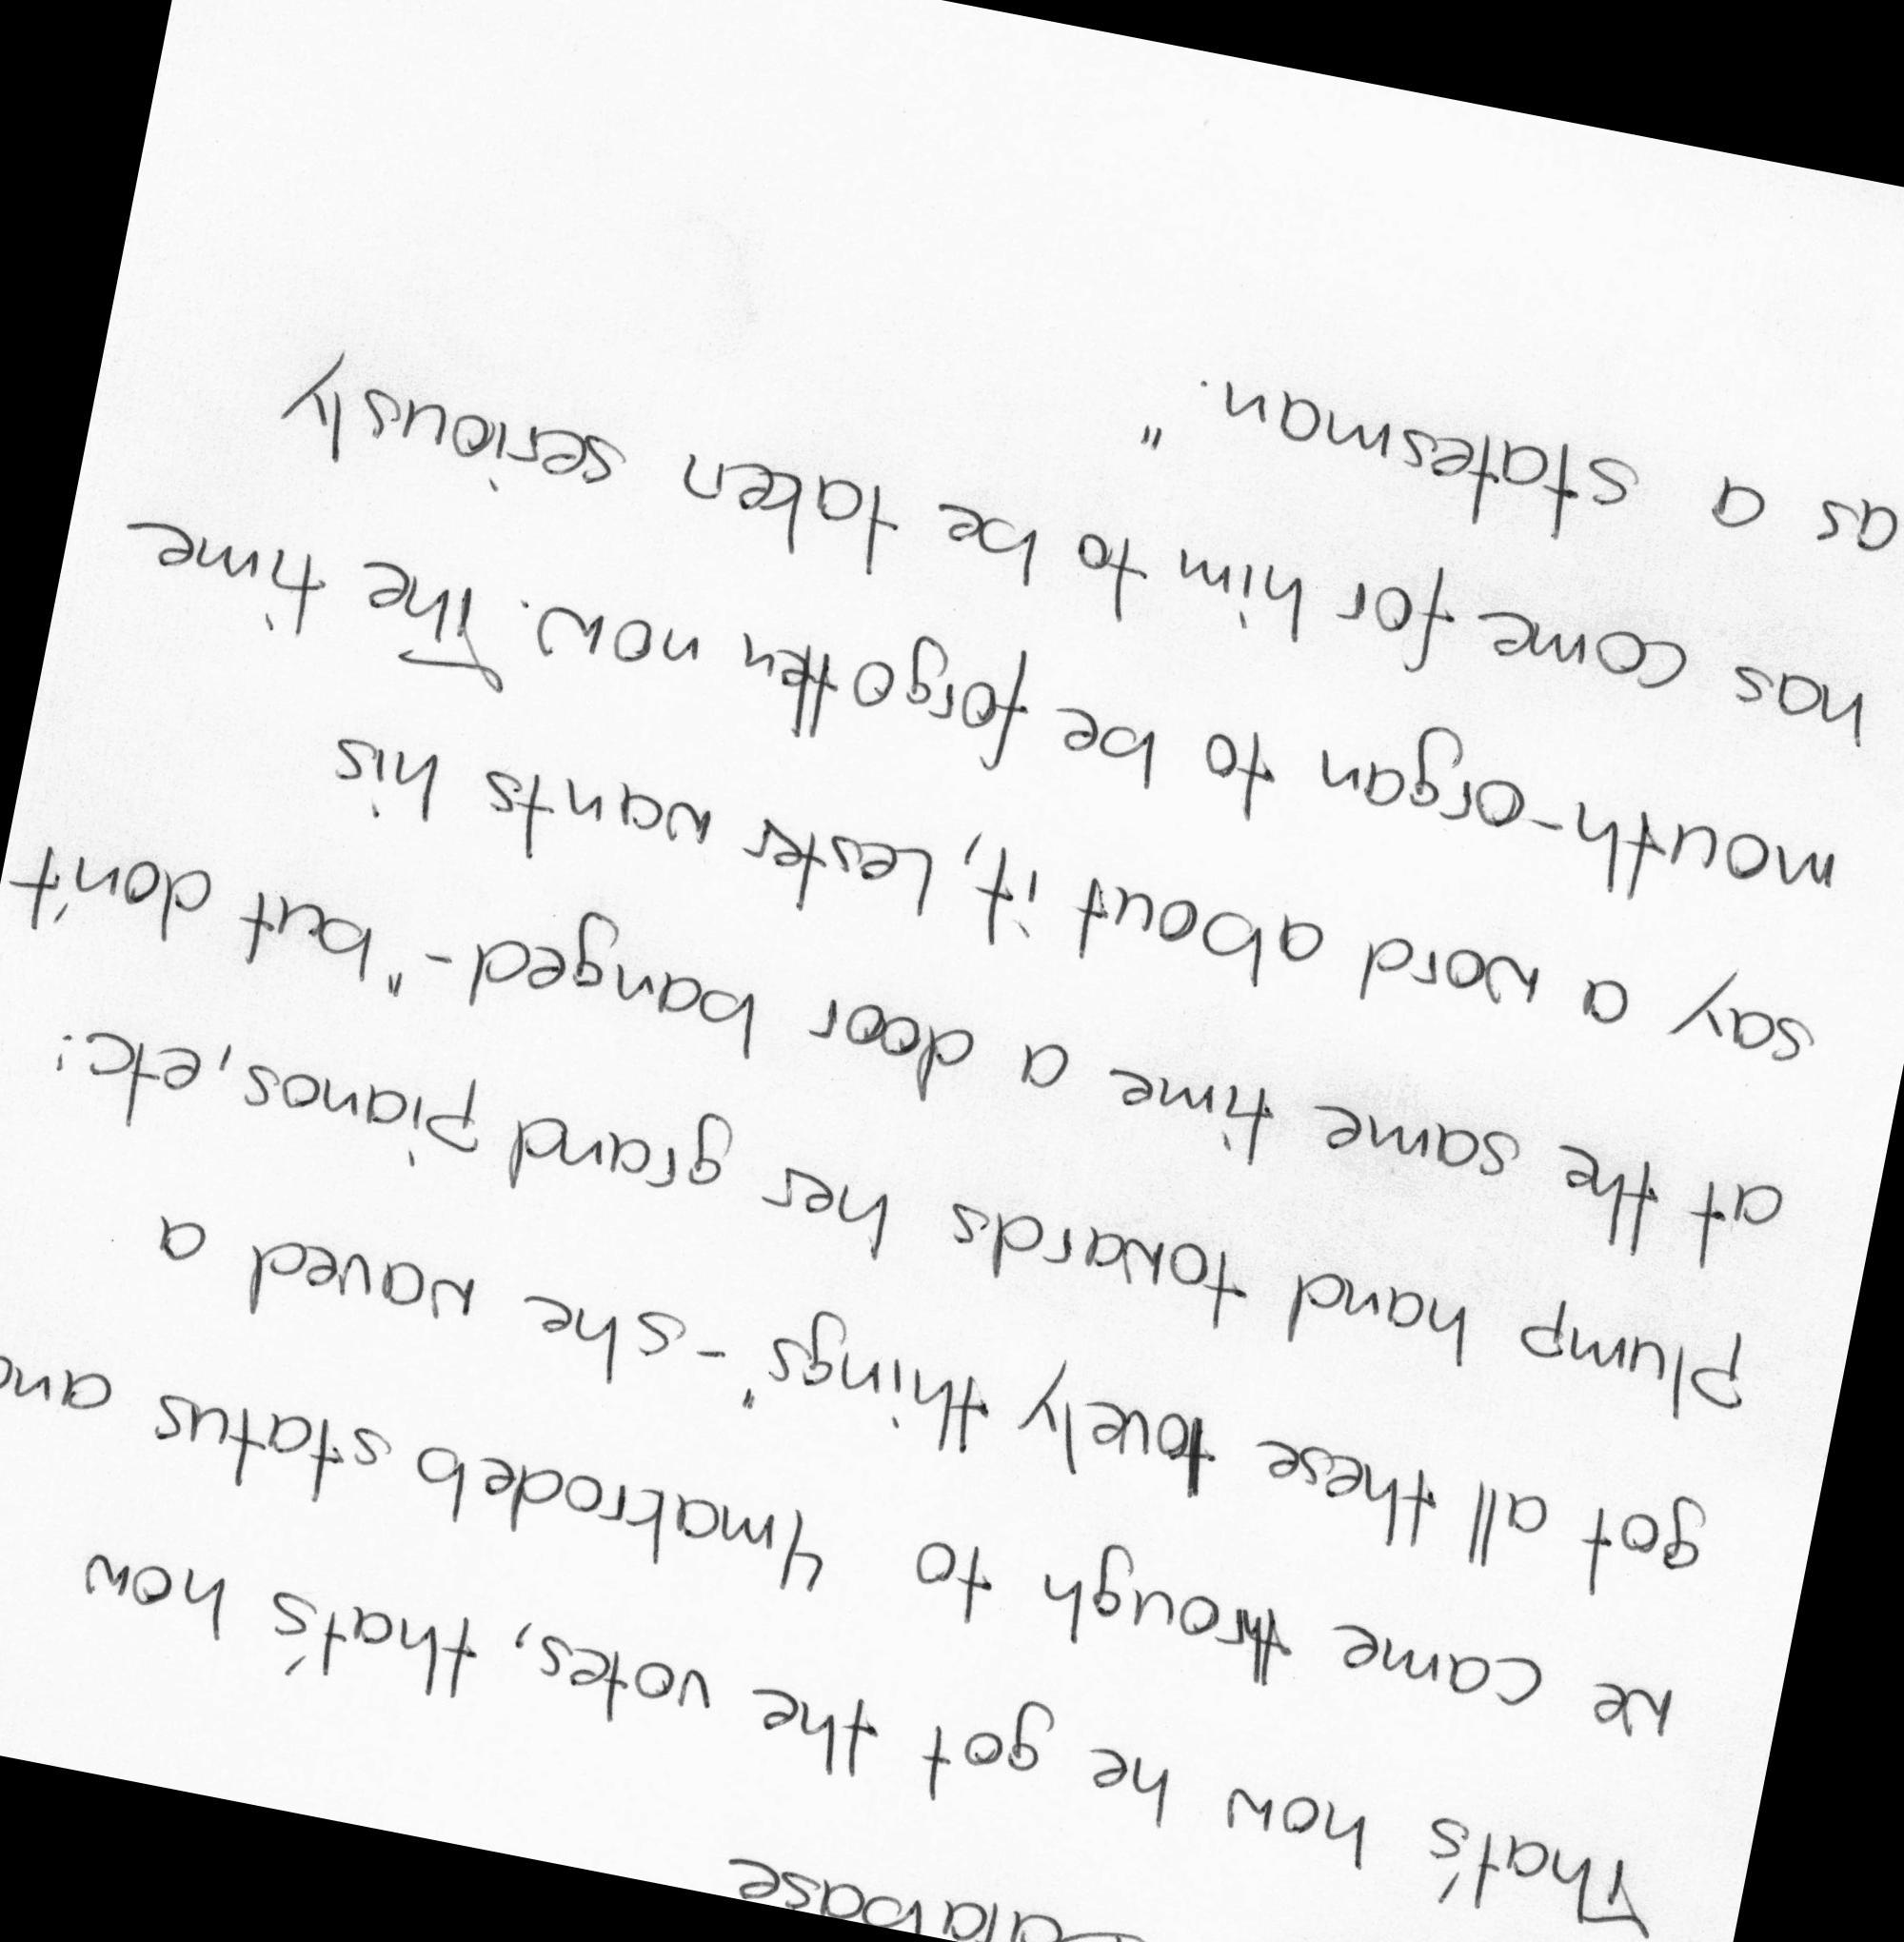 Database
That's how he got the votes, that's how
we came through to 4makrodeb status and
got all these lovely things" - she waved a
plump hand towards her grand pianos, etc:
at the same time a door banged - "but don't
say a word about it, Lester wants his
mouth-organ to be forgotten now. The time
has come for him to be taken seriously
as a statesman."